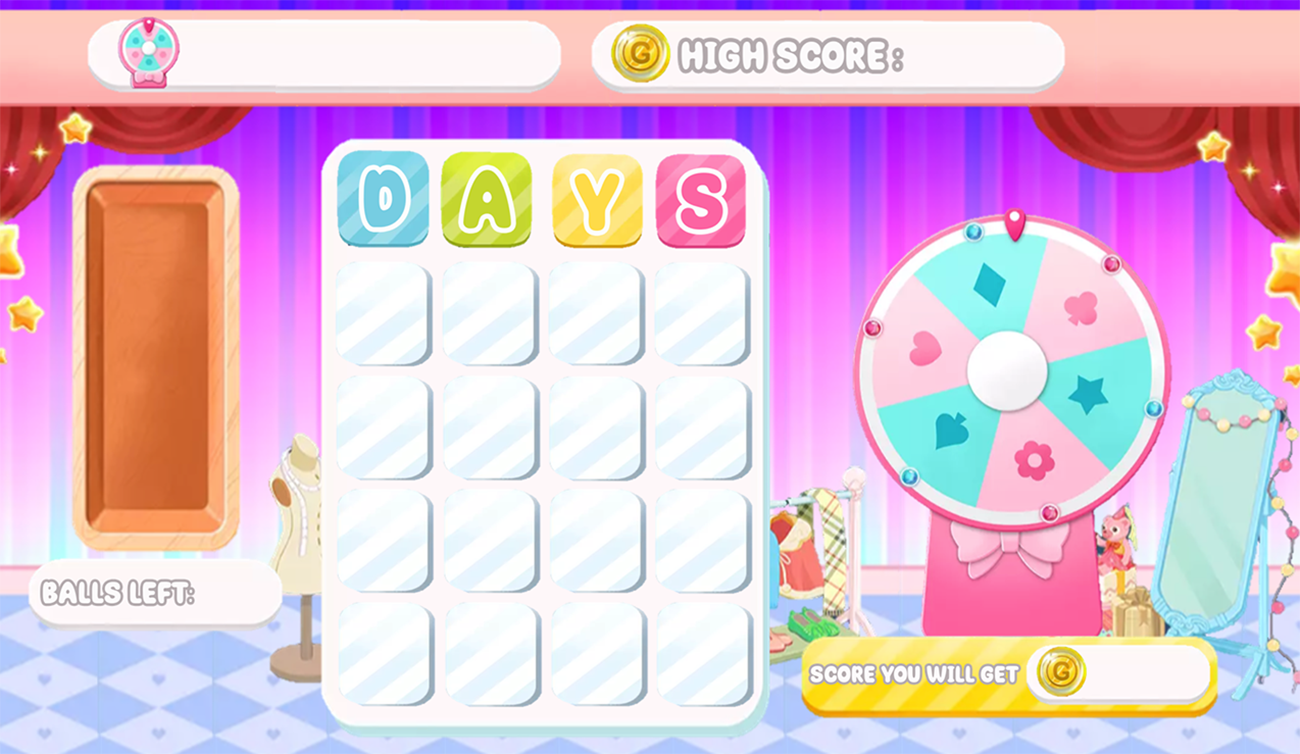 G HIGH SCORE:
D A Y S
BALLS LEFT:
SCORE YOU WILL GET G